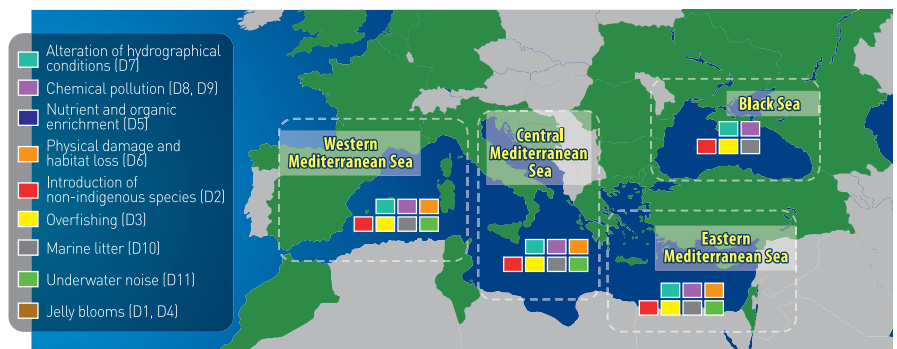 Alteration of hydrographical
conditions (D7)
Chemical pollution (D8, D9)
Nutrient and organic
enrichment (D5)
Physical damage and
habitat loss (D6)
Introduction of
non-indigenous species (D2)
Overfishing (D3)
Marine litter (D10)
Underwater noise (D11)
Jelly blooms (D1, D4)
Western
Mediterranean Sea
Central
Mediterranean
Sea
Black Sea
Eastern
Mediterranean Sea